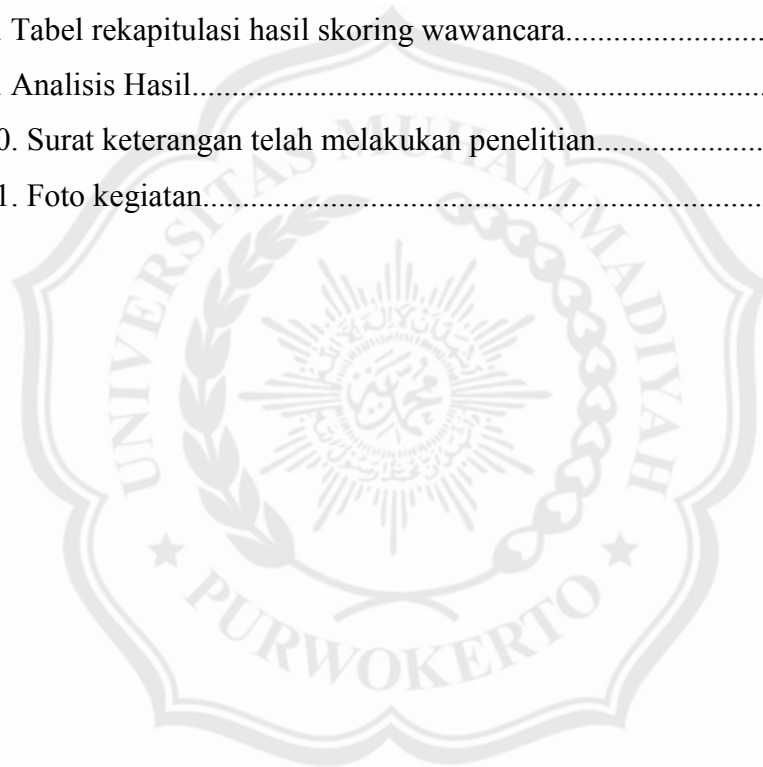 . Tabel rekapitulasi hasil skoring wawancara......................
. Analisis Hasil................................................................
0. Surat keterangan telah melakukan penelitian..................
1. Foto kegiatan...............................................................
UNIVERSITAS MUHAMMADIYAH
PURWOKERTO